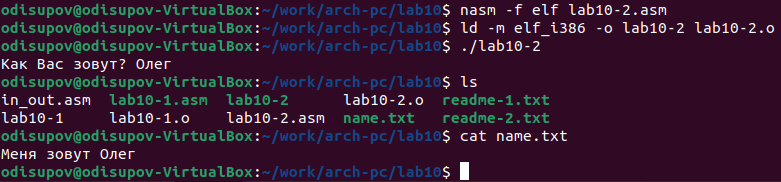 odisupov@odisupov-VirtualBox:~/work/arch-pc/lab10$ nasm -f elf lab10-2.asm
odisupov@odisupov-VirtualBox:~/work/arch-pc/lab10$ ld -m elf_i386 -o lab10-2 lab10-2.o
odisupov@odisupov-VirtualBox:~/work/arch-pc/lab10$ ./lab10-2
Как Вас зовут? Олег
odisupov@odisupov-VirtualBox:~/work/arch-pc/lab10$ ls
in_out.asm  lab10-1.asm  lab10-2      lab10-2.o  readme-1.txt
lab10-1     lab10-1.o    lab10-2.asm  name.txt   readme-2.txt
odisupov@odisupov-VirtualBox:~/work/arch-pc/lab10$ cat name.txt
Меня зовут Олег
odisupov@odisupov-VirtualBox:~/work/arch-pc/lab10$